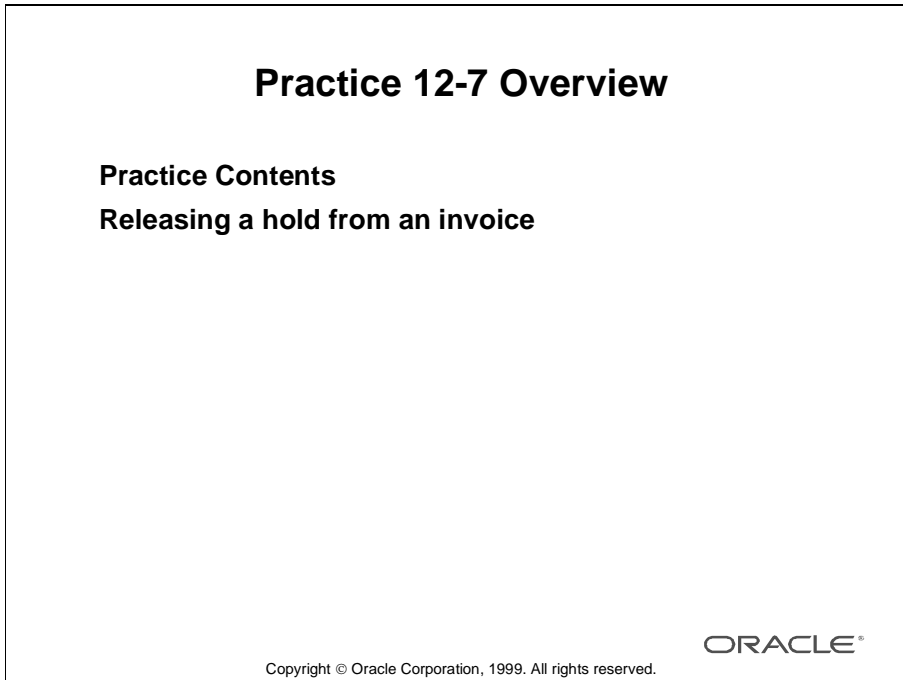 Practice 12-7 Overview
Practice Contents
Releasing a hold from an invoice
ORACLE®
Copyright © Oracle Corporation, 1999. All rights reserved.